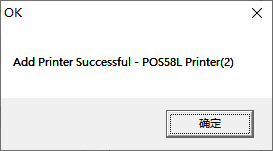 OK
Add Printer Successful - POS58L Printer(2)
确定